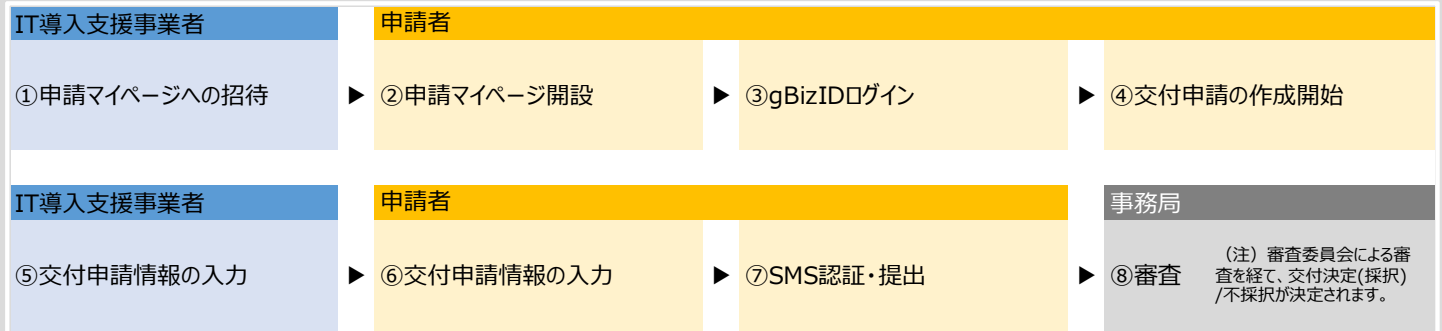 IT導入支援事業者
申請者
①申請マイページへの招待
▶
②申請マイページ開設
▶
③gBizIDログイン
▶
④交付申請の作成開始
IT導入支援事業者
申請者
事務局
⑤交付申請情報の入力
▶
⑥交付申請情報の入力
▶
⑦SMS認証・提出
▶
⑧審査
（注）審査委員会による審
査を経て、交付決定(採択)
/不採択が決定されます。